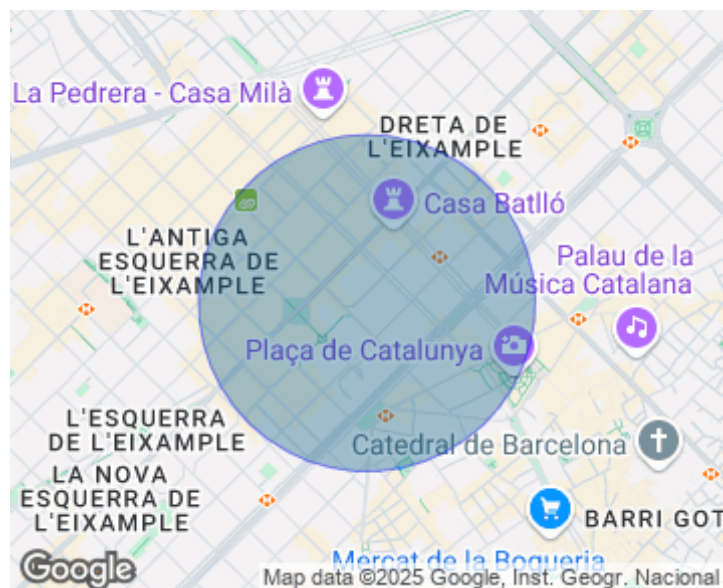 La Pedrera - Casa Milà
DRETA DE
L'EIXAMPLE
Casa Batlló
L'ANTIGA
ESQUERRA DE
L'EIXAMPLE
Palau de la
Música Catalana
Plaça de Catalunya
L'ESQUERRA
DE L'EIXAMPLE
Catedral de Barcelona
LA NOVA
ESQUERRA DE
L'EIXAMPLE
BARRI GOT
Mercat de la Boqueria
Google
Map data ©2025 Google, Inst. Geogr. Nacional